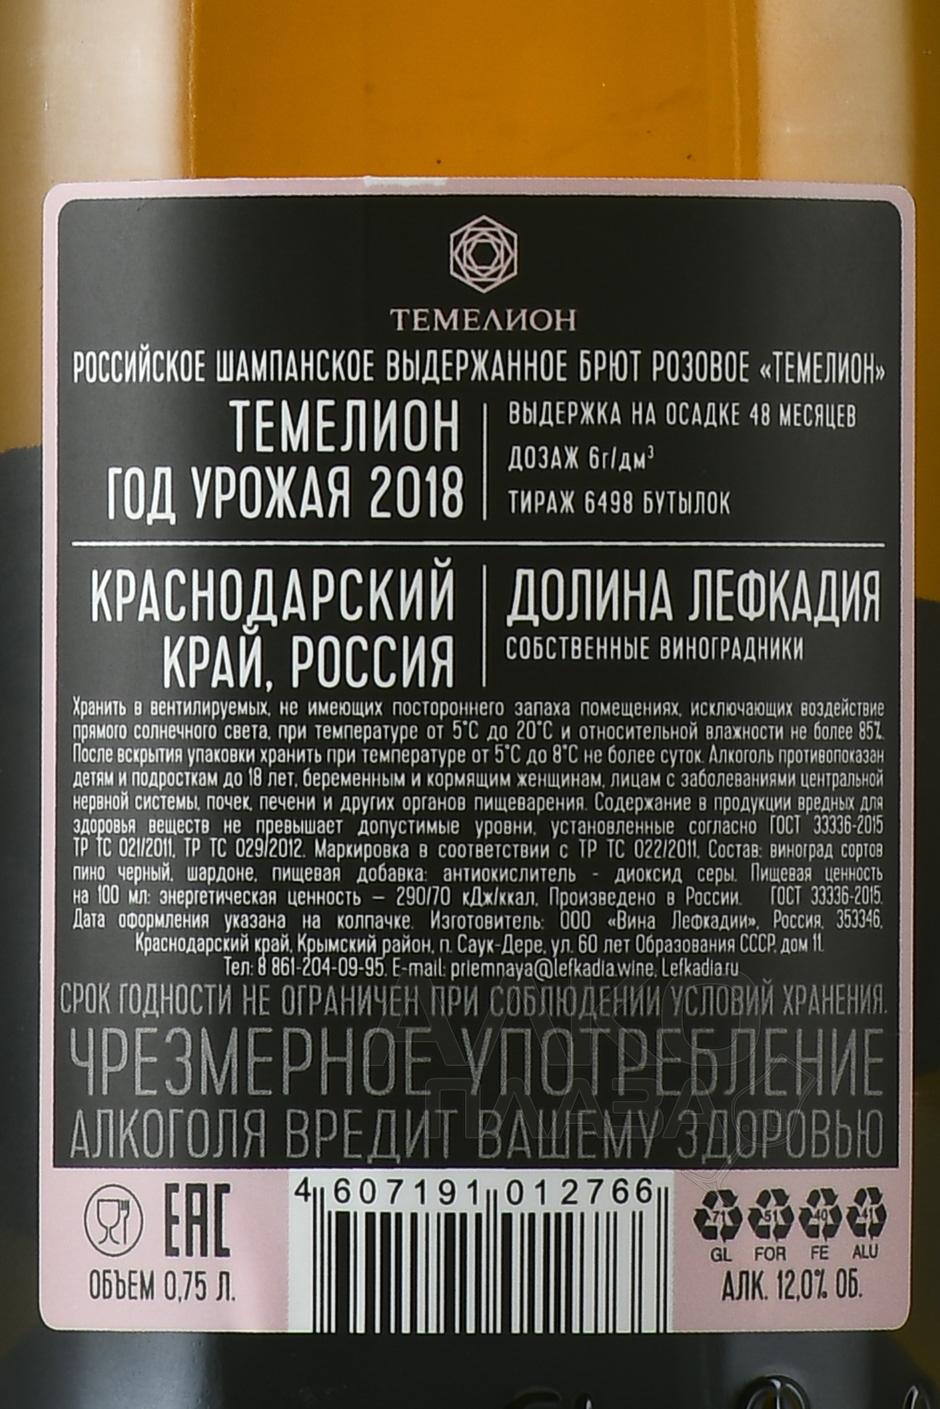 ТЕМЕЛИОН
РОССИЙСКОЕ ШАМПАНСКОЕ ВЫДЕРЖАННОЕ БРЮТ РОЗОВОЕ «ТЕМЕЛИОН»
ТЕМЕЛИОН
ГОД УРОЖАЯ 2018
ВЫДЕРЖКА НА ОСАДКЕ 48 МЕСЯЦЕВ
ДОЗАЖ 6г/дм³
ТИРАЖ 6498 БУТЫЛОК
КРАСНОДАРСКИЙ
КРАЙ, РОССИЯ
ДОЛИНА ЛЕФКАДИЯ
СОБСТВЕННЫЕ ВИНОГРАДНИКИ
Хранить в вентилируемых, не имеющих постороннего запаха помещениях, исключающих воздействие
прямого солнечного света, при температуре от 5°С до 20°С и относительной влажности не более 85%.
После вскрытия упаковки хранить при температуре от 5°С до 8°С не более суток. Алкоголь противопоказан
детям и подросткам до 18 лет, беременным и кормящим женщинам, лицам с заболеваниями центральной
нервной системы, почек, печени и других органов пищеварения. Содержание в продукции вредных для
здоровья веществ не превышает допустимые уровни, установленные согласно ГОСТ 33336-2015
ТР ТС 021/2011, ТР ТС 029/2012. Маркировка в соответствии с ТР ТС 022/2011. Состав: виноград сортов
пино черный, шардоне, пищевая добавка: антиокислитель - диоксид серы. Пищевая ценность
на 100 мл: энергетическая ценность — 290/70 кДж/ккал. Произведено в России. ГОСТ 33336-2015.
Дата оформления указана на колпачке. Изготовитель: ООО «Вина Лефкадии», Россия, 353346,
Краснодарский край, Крымский район, п. Саук-Дере, ул. 60 лет Образования СССР, дом 11.
Тел: 8 861-204-09-95. E-mail: priemnaya@lefkadia.wine, Lefkadia.ru
СРОК ГОДНОСТИ НЕ ОГРАНИЧЕН ПРИ СОБЛЮДЕНИИ УСЛОВИЙ ХРАНЕНИЯ.
ЧРЕЗМЕРНОЕ УПОТРЕБЛЕНИЕ
АЛКОГОЛЯ ВРЕДИТ ВАШЕМУ ЗДОРОВЬЮ
АЛКО
ПЛАЗА
EAC
ОБЪЕМ 0,75 Л.
4 607191 012766
71 51 40 41
GL FOR FE ALU
АЛК. 12,0% ОБ.